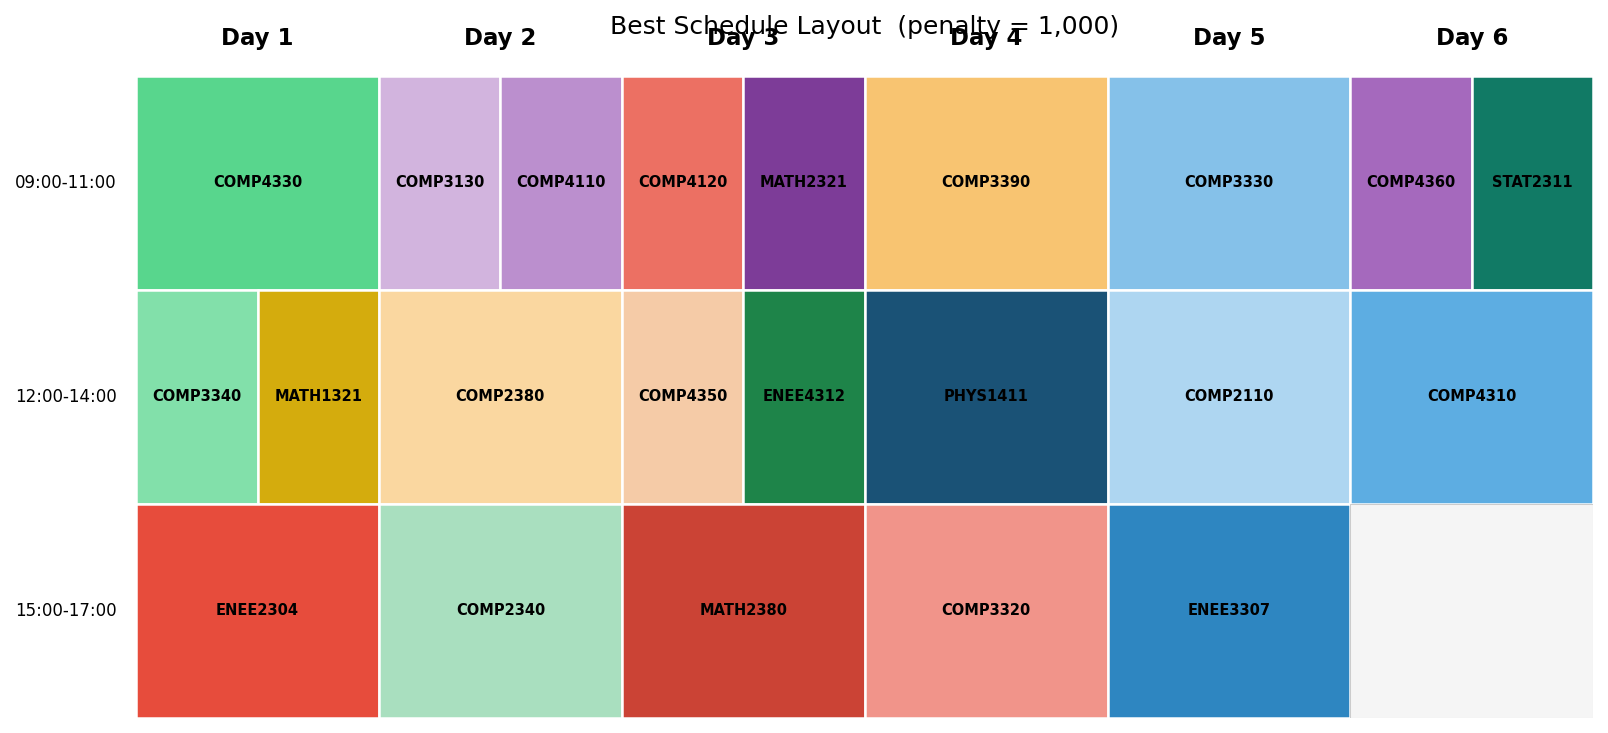 Best Schedule Layout  (penalty = 1,000)
Day 1 Day 2 Day 3 Day 4 Day 5 Day 6
09:00-11:00 COMP4330 COMP3130 COMP4110 COMP4120 MATH2321 COMP3390 COMP3330 COMP4360 STAT2311
12:00-14:00 COMP3340 MATH1321 COMP2380 COMP4350 ENEE4312 PHYS1411 COMP2110 COMP4310
15:00-17:00 ENEE2304 COMP2340 MATH2380 COMP3320 ENEE3307